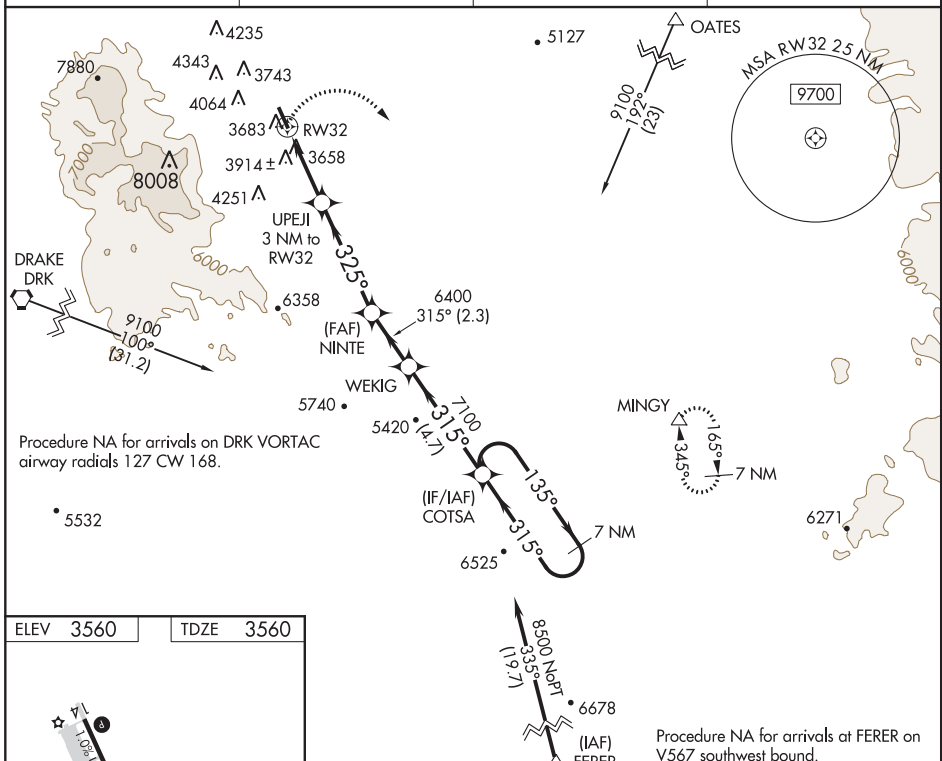 4235
5127
OATES
4343
3743
7880
4064
MSA RW32 25 NM
9700
9100
192°
(23)
3683
RW32
7000
3914±
3658
8008
4251
UPEJI
3 NM to
RW32
325°
6000
6000
DRAKE
DRK
6358
6400
315° (2.3)
9100
100°
(31.2)
(FAF)
NINTE
WEKIG
5740
7100
315°
(4.7)
5420
MINGY
165°
345°
7 NM
Procedure NA for arrivals on DRK VORTAC
airway radials 127 CW 168.
(IF/IAF)
COTSA
135°
315°
7 NM
5532
6271
6525
ELEV 3560
TDZE 3560
8500 NoPT
335°
(19.7)
6678
14
P
(IAF)
FERER
Procedure NA for arrivals at FERER on
V567 southwest bound.
1.0%